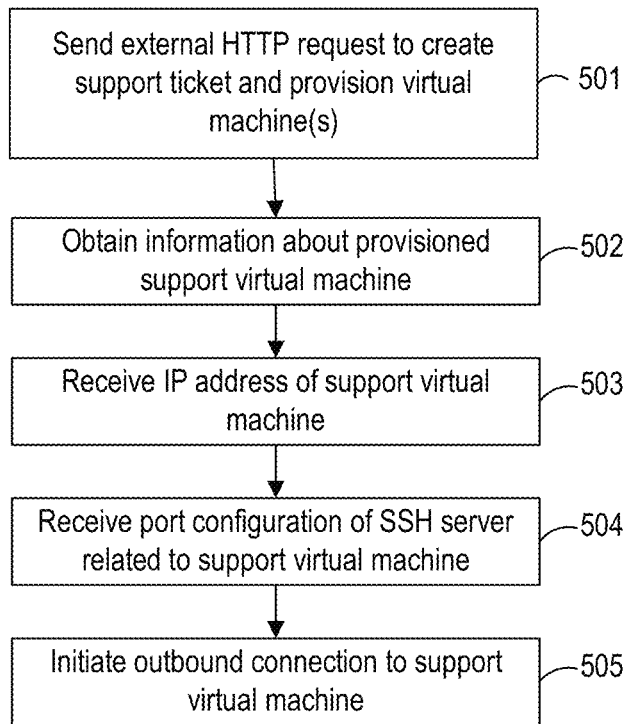 Send external HTTP request to create
support ticket and provision virtual
machine(s)
501
Obtain information about provisioned
support virtual machine
502
Receive IP address of support virtual
machine
503
Receive port configuration of SSH server
related to support virtual machine
504
Initiate outbound connection to support
virtual machine
505